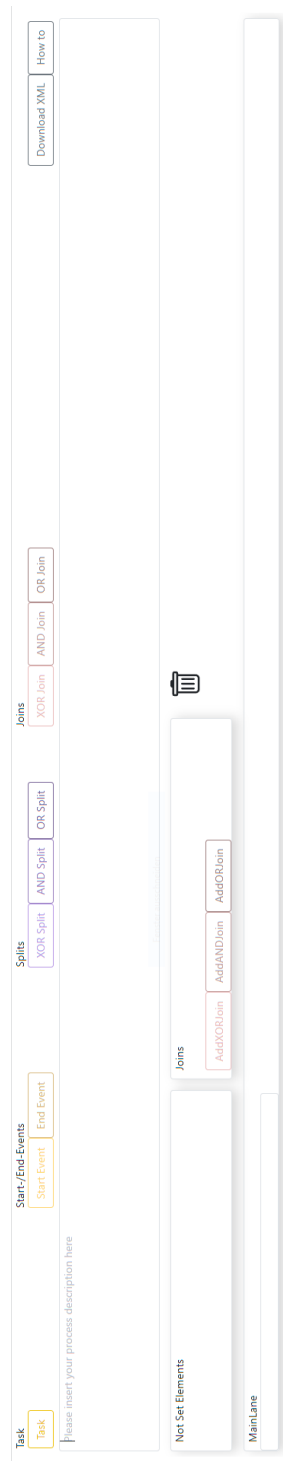 Task
Start-/End-Events
Splits
Joins
Task
Start Event
End Event
XOR Split
AND Split
OR Split
XOR Join
AND Join
OR Join
Download XML
How to
Please insert your process description here
Not Set Elements
Joins
AddXORJoin
AddANDJoin
AddORJoin
MainLane